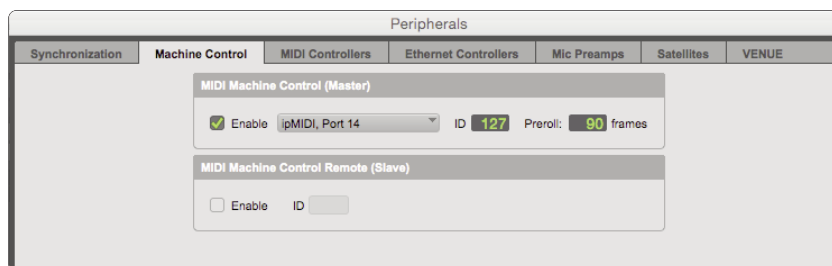 Peripherals
Synchronization Machine Control MIDI Controllers Ethernet Controllers Mic Preamps Satellites VENUE
MIDI Machine Control (Master)
Enable ipMIDI, Port 14 ID 127 Preroll: 90 frames
MIDI Machine Control Remote (Slave)
Enable ID